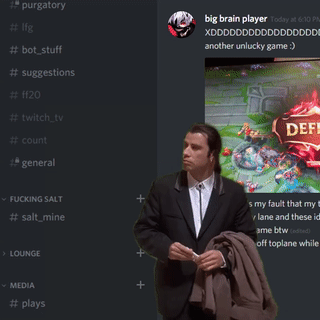 purgatory
# lfg
# bot_stuff
# suggestions
# ff20
# twitch_tv
# count
general
FUCKING SALT
# salt_mine
LOUNGE
MEDIA
# plays
big brain player Today at 6:10 PM
XDDDDDDDDDDDDDDDDDD
another unlucky game :)
DEFE
s my fault that my t
y lane and these id
ame btw (edited)
off toplane while